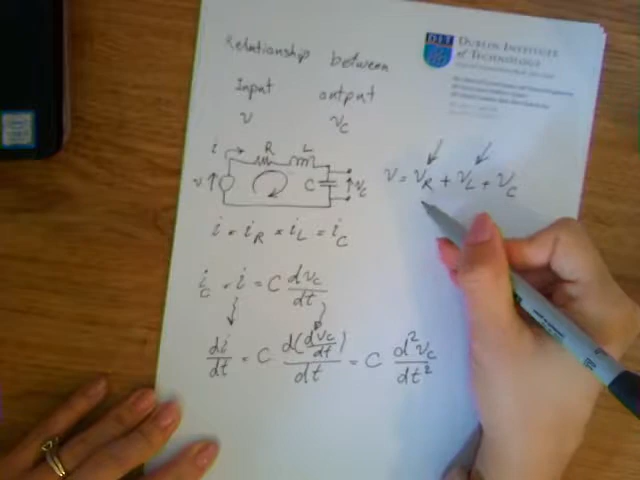 Relationship between
Input output
v v_C
DIT DUBLIN INSTITUTE
of TECHNOLOGY
i R L
v C v_C
v = v_R + v_L + v_C
i = i_R = i_L = i_C
i_C = i = C dv_C/dt
di/dt = C d(dv_C/dt)/dt = C d²v_C/dt²